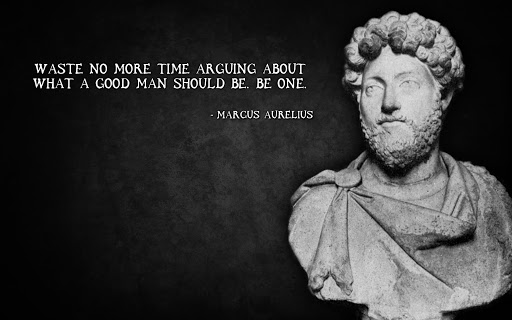 WASTE NO MORE TIME ARGUING ABOUT
WHAT A GOOD MAN SHOULD BE. BE ONE.
- MARCUS AURELIUS